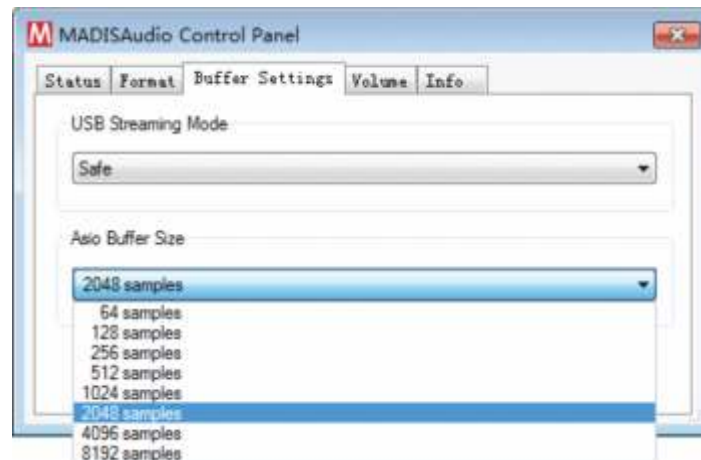 M MADISAudio Control Panel
Status Format Buffer Settings Volume Info
USB Streaming Mode
Safe
Asio Buffer Size
2048 samples
64 samples
128 samples
256 samples
512 samples
1024 samples
2048 samples
4096 samples
8192 samples